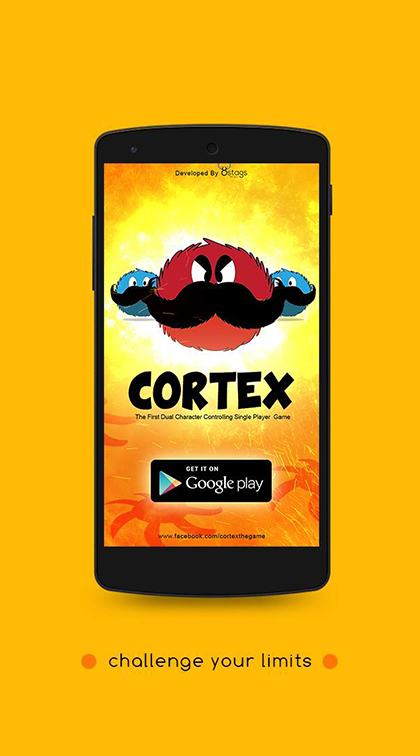 Developed By 8stags
CORTEX
The First Dual Character Controlling Single Player Game
GET IT ON
Google play
www.facebook.com/cortexthegame
challenge your limits